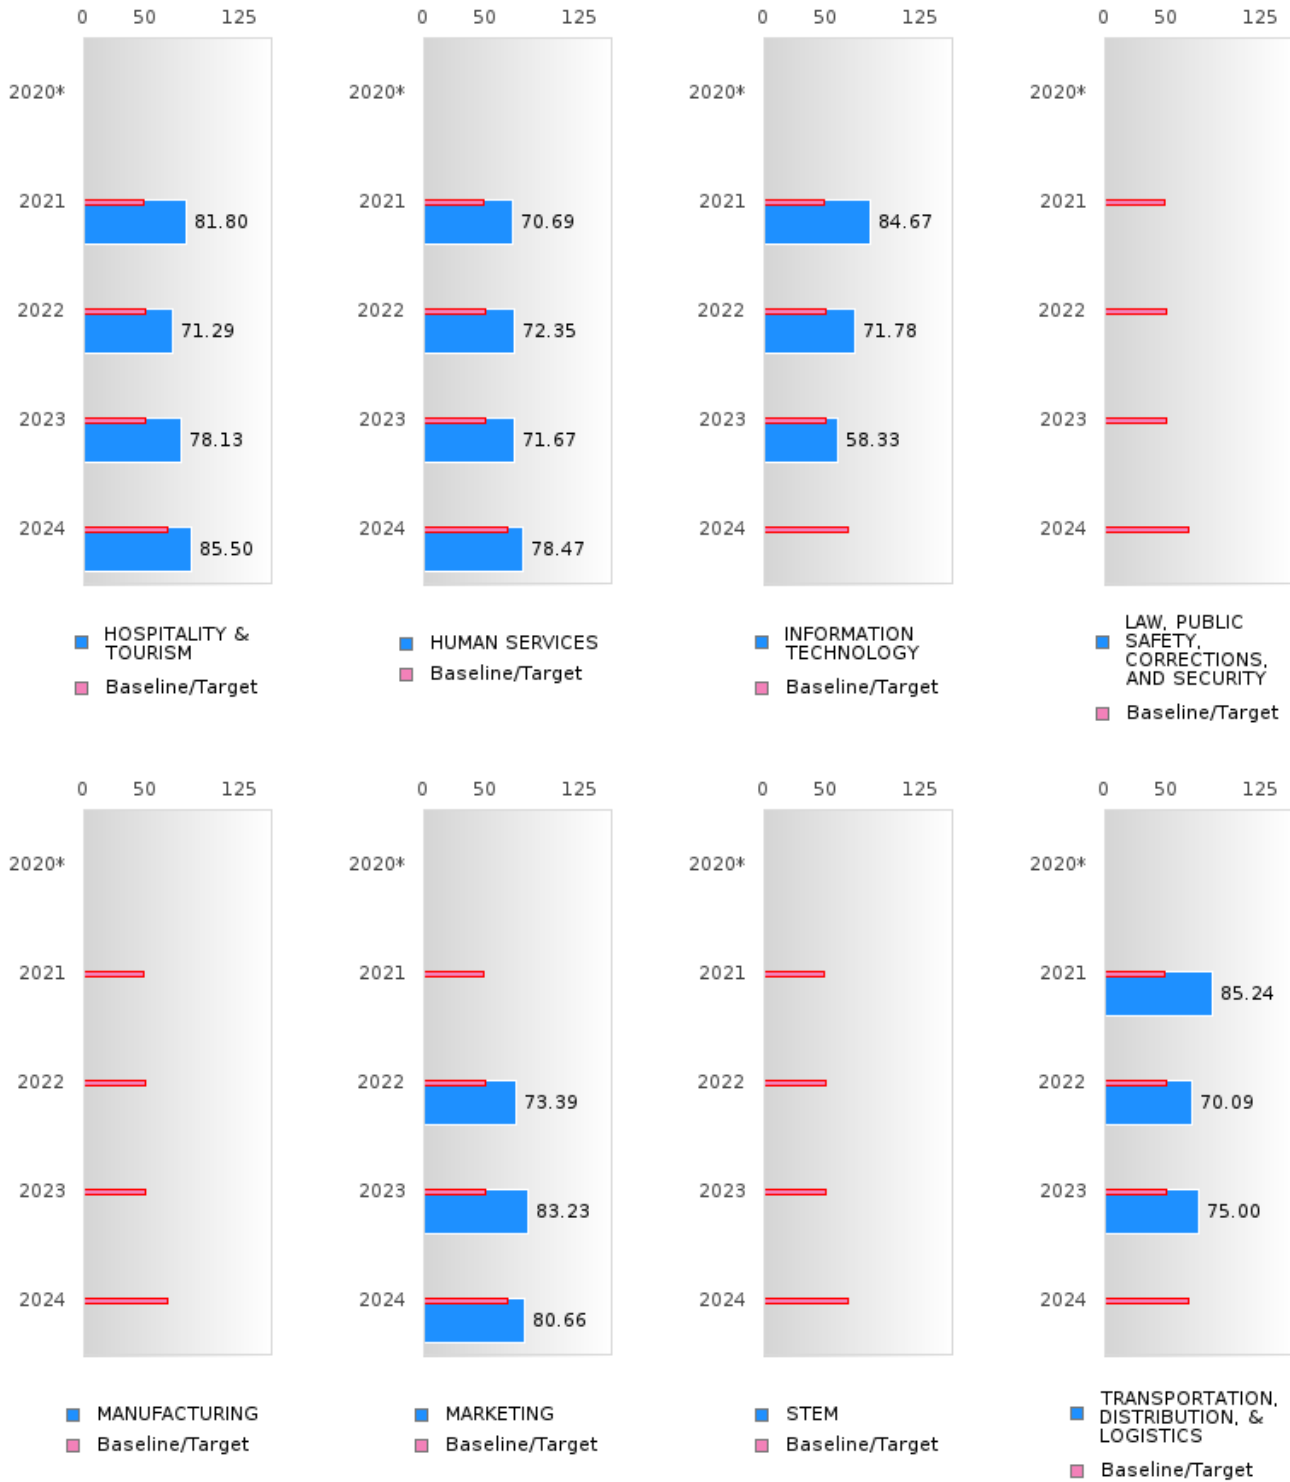 0 50 125 0 50 125 0 50 125 0 50 125
2020* 2020* 2020* 2020*
2021 81.80 2021 70.69 2021 84.67 2021
2022 71.29 2022 72.35 2022 71.78 2022
2023 78.13 2023 71.67 2023 58.33 2023
2024 85.50 2024 78.47 2024 2024
HOSPITALITY &
TOURISM
Baseline/Target
HUMAN SERVICES
Baseline/Target
INFORMATION
TECHNOLOGY
Baseline/Target
LAW, PUBLIC
SAFETY,
CORRECTIONS,
AND SECURITY
Baseline/Target
0 50 125 0 50 125 0 50 125 0 50 125
2020* 2020* 2020* 2020*
2021 2021 2021 2021 85.24
2022 2022 73.39 2022 2022 70.09
2023 2023 83.23 2023 2023 75.00
2024 2024 80.66 2024 2024
MANUFACTURING
Baseline/Target
MARKETING
Baseline/Target
STEM
Baseline/Target
TRANSPORTATION,
DISTRIBUTION, &
LOGISTICS
Baseline/Target